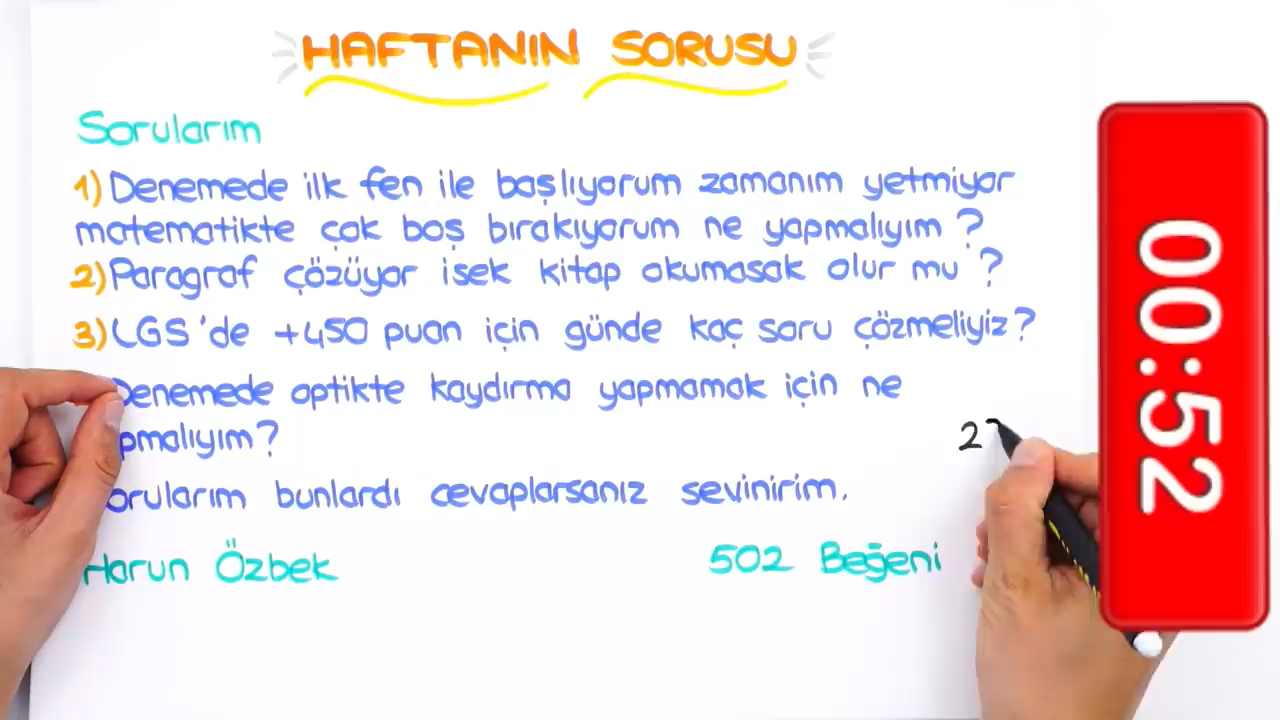 HAFTANIN SORUSU
Sorularım
1) Denemede ilk fen ile başlıyorum zamanım yetmiyor
matematikte çok boş bırakıyorum ne yapmalıyım ?
2) Paragraf çözüyor isek kitap okumasak olur mu ?
3) LGS'de +450 puan için günde kaç soru çözmeliyiz?
Denemede optikte kaydırma yapmamak için ne
pmalıyım?
2
orularım bunlardı cevaplarsanız sevinirim.
Harun Özbek
502 Beğeni
00:52